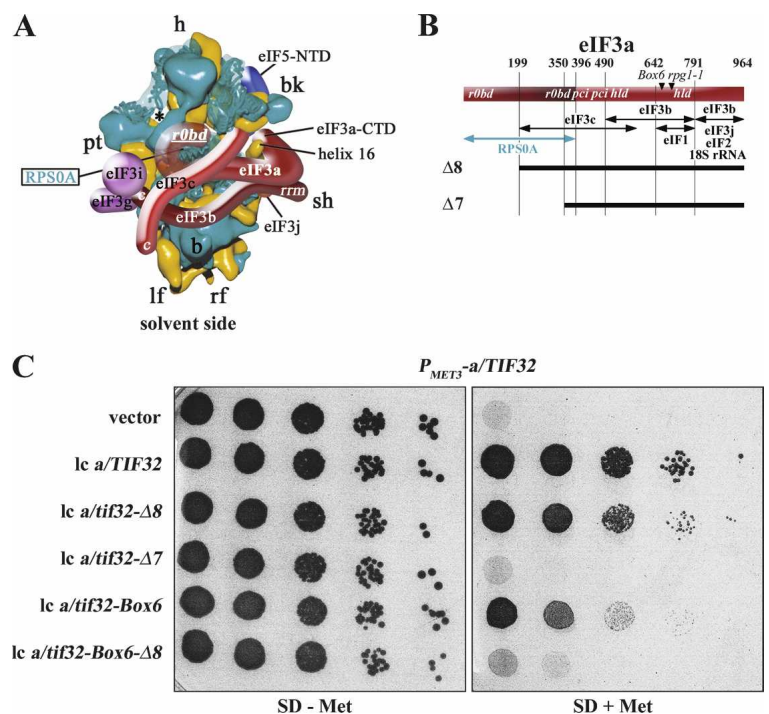 A
h
eIF5-NTD
bk
*
r0bd
eIF3a-CTD
pt
helix 16
RPS0A
eIF3i
eIF3c
eIF3a
c
rrm
sh
eIF3g
eIF3b
eIF3j
c
b
lf
rf
solvent side
B
eIF3a
199 350 396 490 642 791 964
Box6 rpg1-1
r0bd r0bd pci pci hld hld
eIF3b eIF3b
eIF3c eIF3j
RPS0A eIF1 eIF2
18S rRNA
Δ8
Δ7
C
P_MET3-a/TIF32
vector
lc a/TIF32
lc a/tif32-Δ8
lc a/tif32-Δ7
lc a/tif32-Box6
lc a/tif32-Box6-Δ8
SD - Met SD + Met